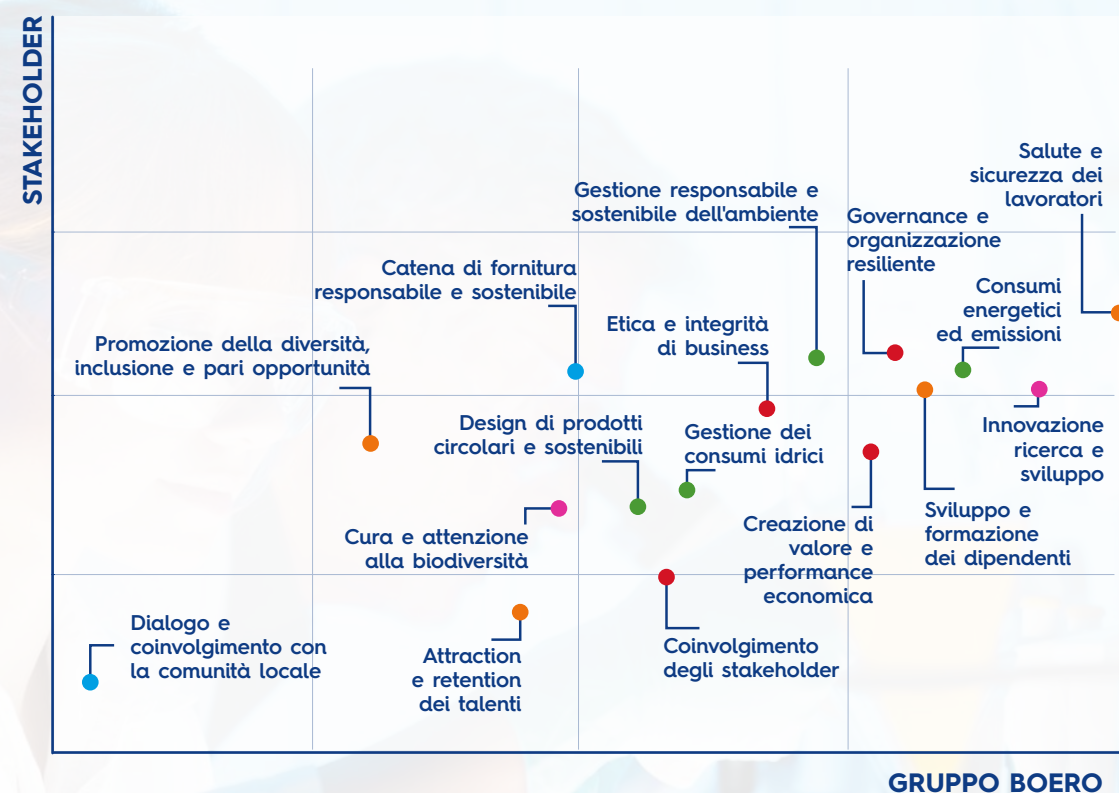 STAKEHOLDER
Salute e
sicurezza dei
lavoratori
Gestione responsabile e
sostenibile dell'ambiente
Governance e
organizzazione
resiliente
Catena di fornitura
responsabile e sostenibile
Consumi
energetici
ed emissioni
Etica e integrità
di business
Promozione della diversità,
inclusione e pari opportunità
Design di prodotti
circolari e sostenibili
Gestione dei
consumi idrici
Innovazione
ricerca e
sviluppo
Cura e attenzione
alla biodiversità
Creazione di
valore e
performance
economica
Sviluppo e
formazione
dei dipendenti
Dialogo e
coinvolgimento con
la comunità locale
Attraction
e retention
dei talenti
Coinvolgimento
degli stakeholder
GRUPPO BOERO